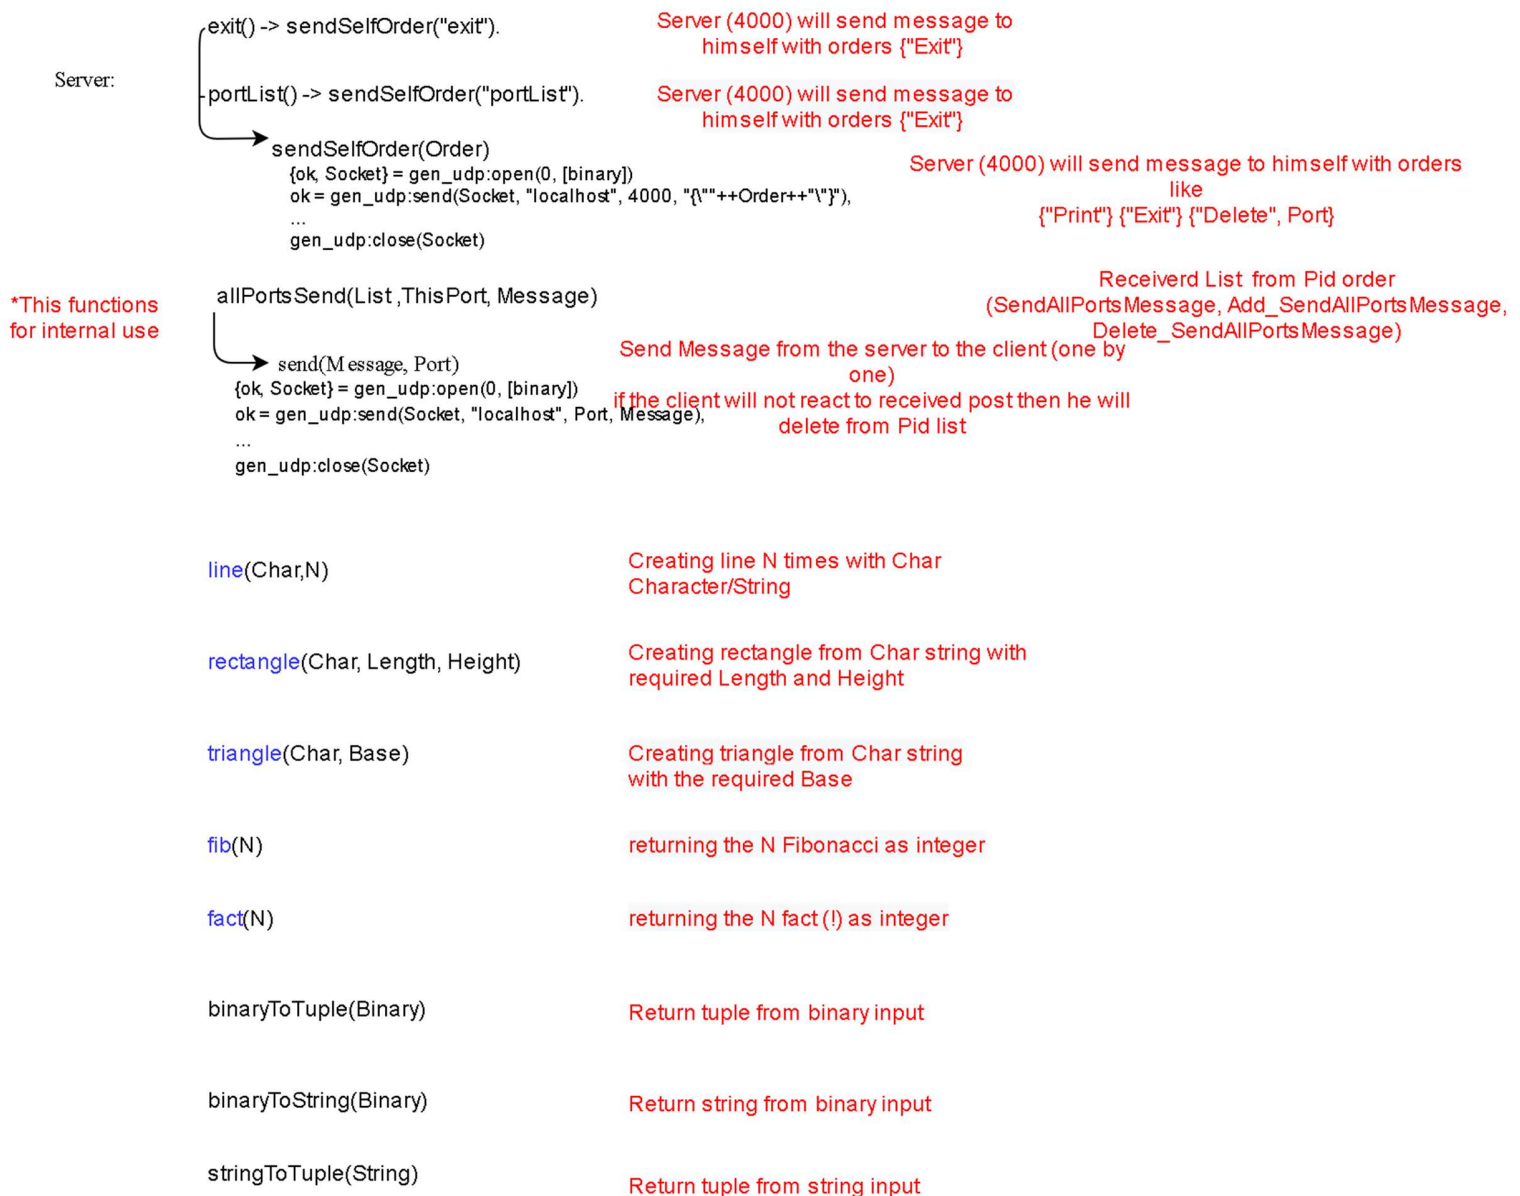 exit() -> sendSelfOrder("exit").
Server (4000) will send message to
himself with orders {"Exit"}
Server:
portList() -> sendSelfOrder("portList").
Server (4000) will send message to
himself with orders {"Exit"}
sendSelfOrder(Order)
{ok, Socket} = gen_udp:open(0, [binary])
ok = gen_udp:send(Socket, "localhost", 4000, "{\""++Order++"\"}"),
...
gen_udp:close(Socket)
Server (4000) will send message to himself with orders
like
{"Print"} {"Exit"} {"Delete", Port}
*This functions
for internal use
allPortsSend(List ,ThisPort, Message)
Receiverd List from Pid order
(SendAllPortsMessage, Add_SendAllPortsMessage,
Delete_SendAllPortsMessage)
send(Message, Port)
{ok, Socket} = gen_udp:open(0, [binary])
ok = gen_udp:send(Socket, "localhost", Port, Message),
...
gen_udp:close(Socket)
Send Message from the server to the client (one by
one)
if the client will not react to received post then he will
delete from Pid list
line(Char,N)
Creating line N times with Char
Character/String
rectangle(Char, Length, Height)
Creating rectangle from Char string with
required Length and Height
triangle(Char, Base)
Creating triangle from Char string
with the required Base
fib(N)
returning the N Fibonacci as integer
fact(N)
returning the N fact (!) as integer
binaryToTuple(Binary)
Return tuple from binary input
binaryToString(Binary)
Return string from binary input
stringToTuple(String)
Return tuple from string input